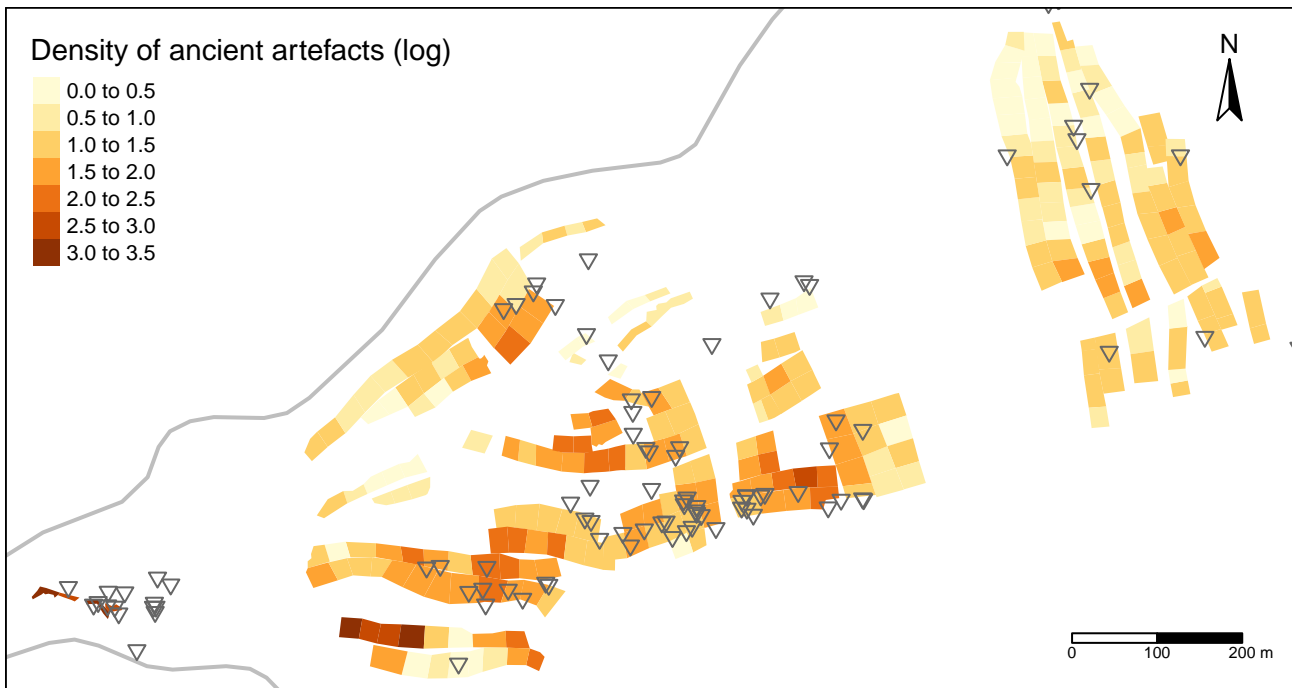 Density of ancient artefacts (log)
0.0 to 0.5
0.5 to 1.0
1.0 to 1.5
1.5 to 2.0
2.0 to 2.5
2.5 to 3.0
3.0 to 3.5
N
0 100 200 m